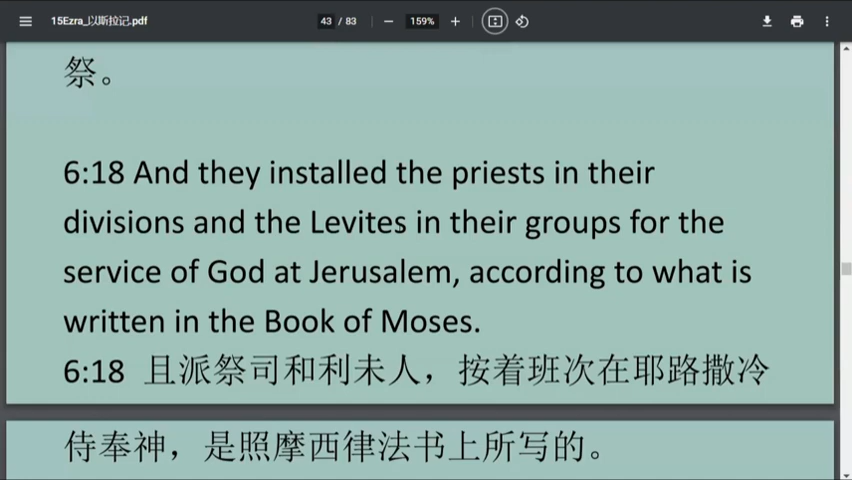 15Ezra_以斯拉记.pdf
43 / 83
159%
祭。
6:18 And they installed the priests in their
divisions and the Levites in their groups for the
service of God at Jerusalem, according to what is
written in the Book of Moses.
6:18 且派祭司和利未人，按着班次在耶路撒冷
侍奉神，是照摩西律法书上所写的。